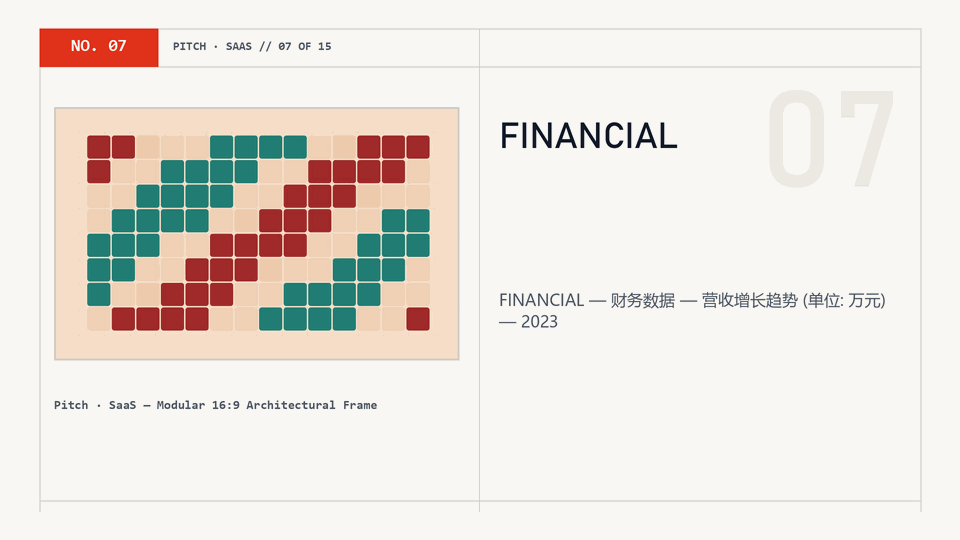 NO. 07
PITCH · SAAS // 07 OF 15
07
FINANCIAL
FINANCIAL — 财务数据 — 营收增长趋势 (单位: 万元)
— 2023
Pitch · SaaS — Modular 16:9 Architectural Frame